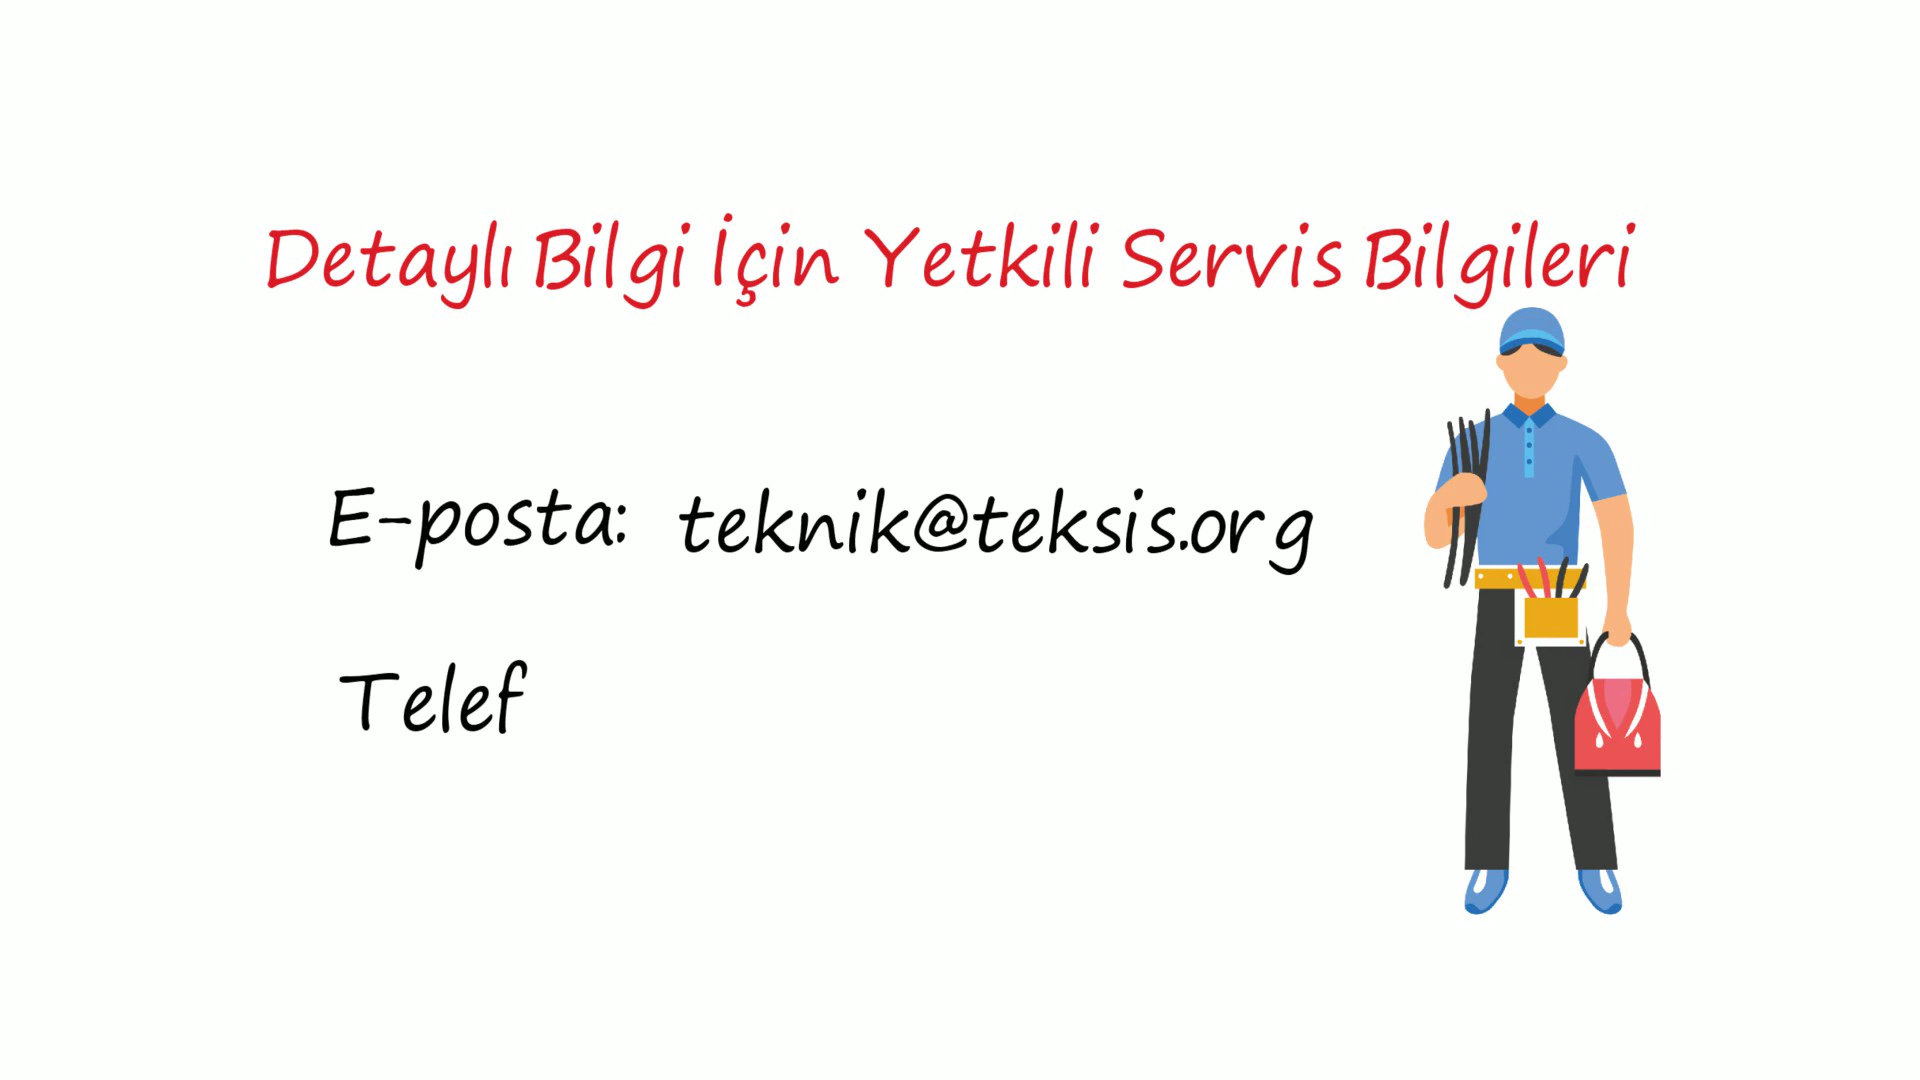 Detaylı Bilgi İçin Yetkili Servis Bilgileri
E-posta: teknik@teksis.org
Telef